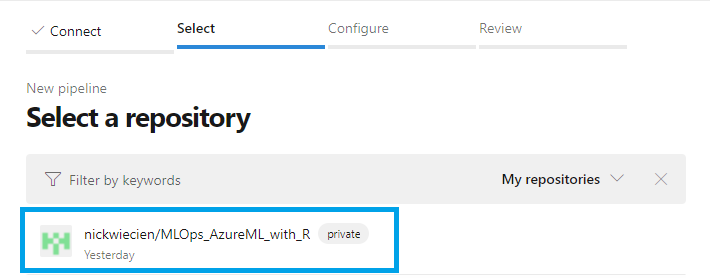 Connect Select Configure Review
New pipeline
Select a repository
Filter by keywords My repositories
nickwiecien/MLOps_AzureML_with_R private
Yesterday